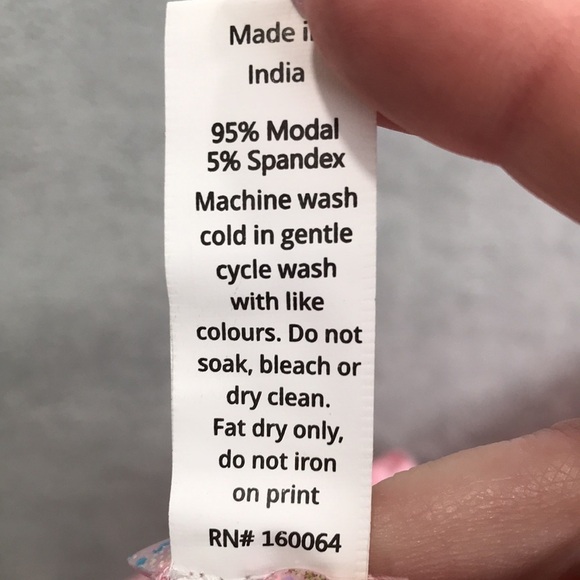 Made i
India
95% Modal
5% Spandex
Machine wash
cold in gentle
cycle wash
with like
colours. Do not
soak, bleach or
dry clean.
Fat dry only,
do not iron
on print
RN# 160064